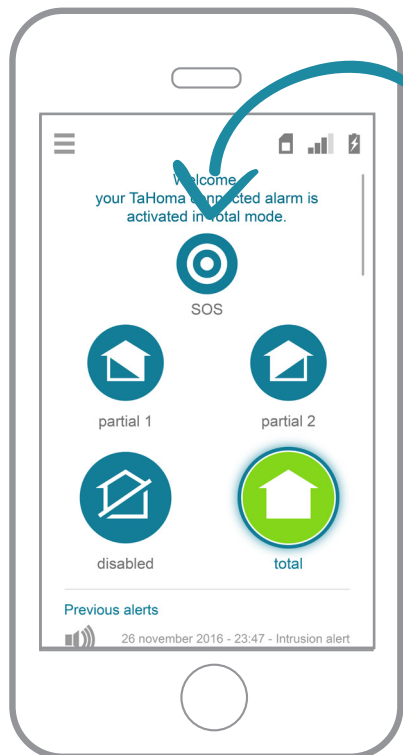 Welcome,
your TaHoma connected alarm is
activated in Total mode.
SOS
partial 1
partial 2
disabled
total
Previous alerts
26 november 2016 - 23:47 - Intrusion alert